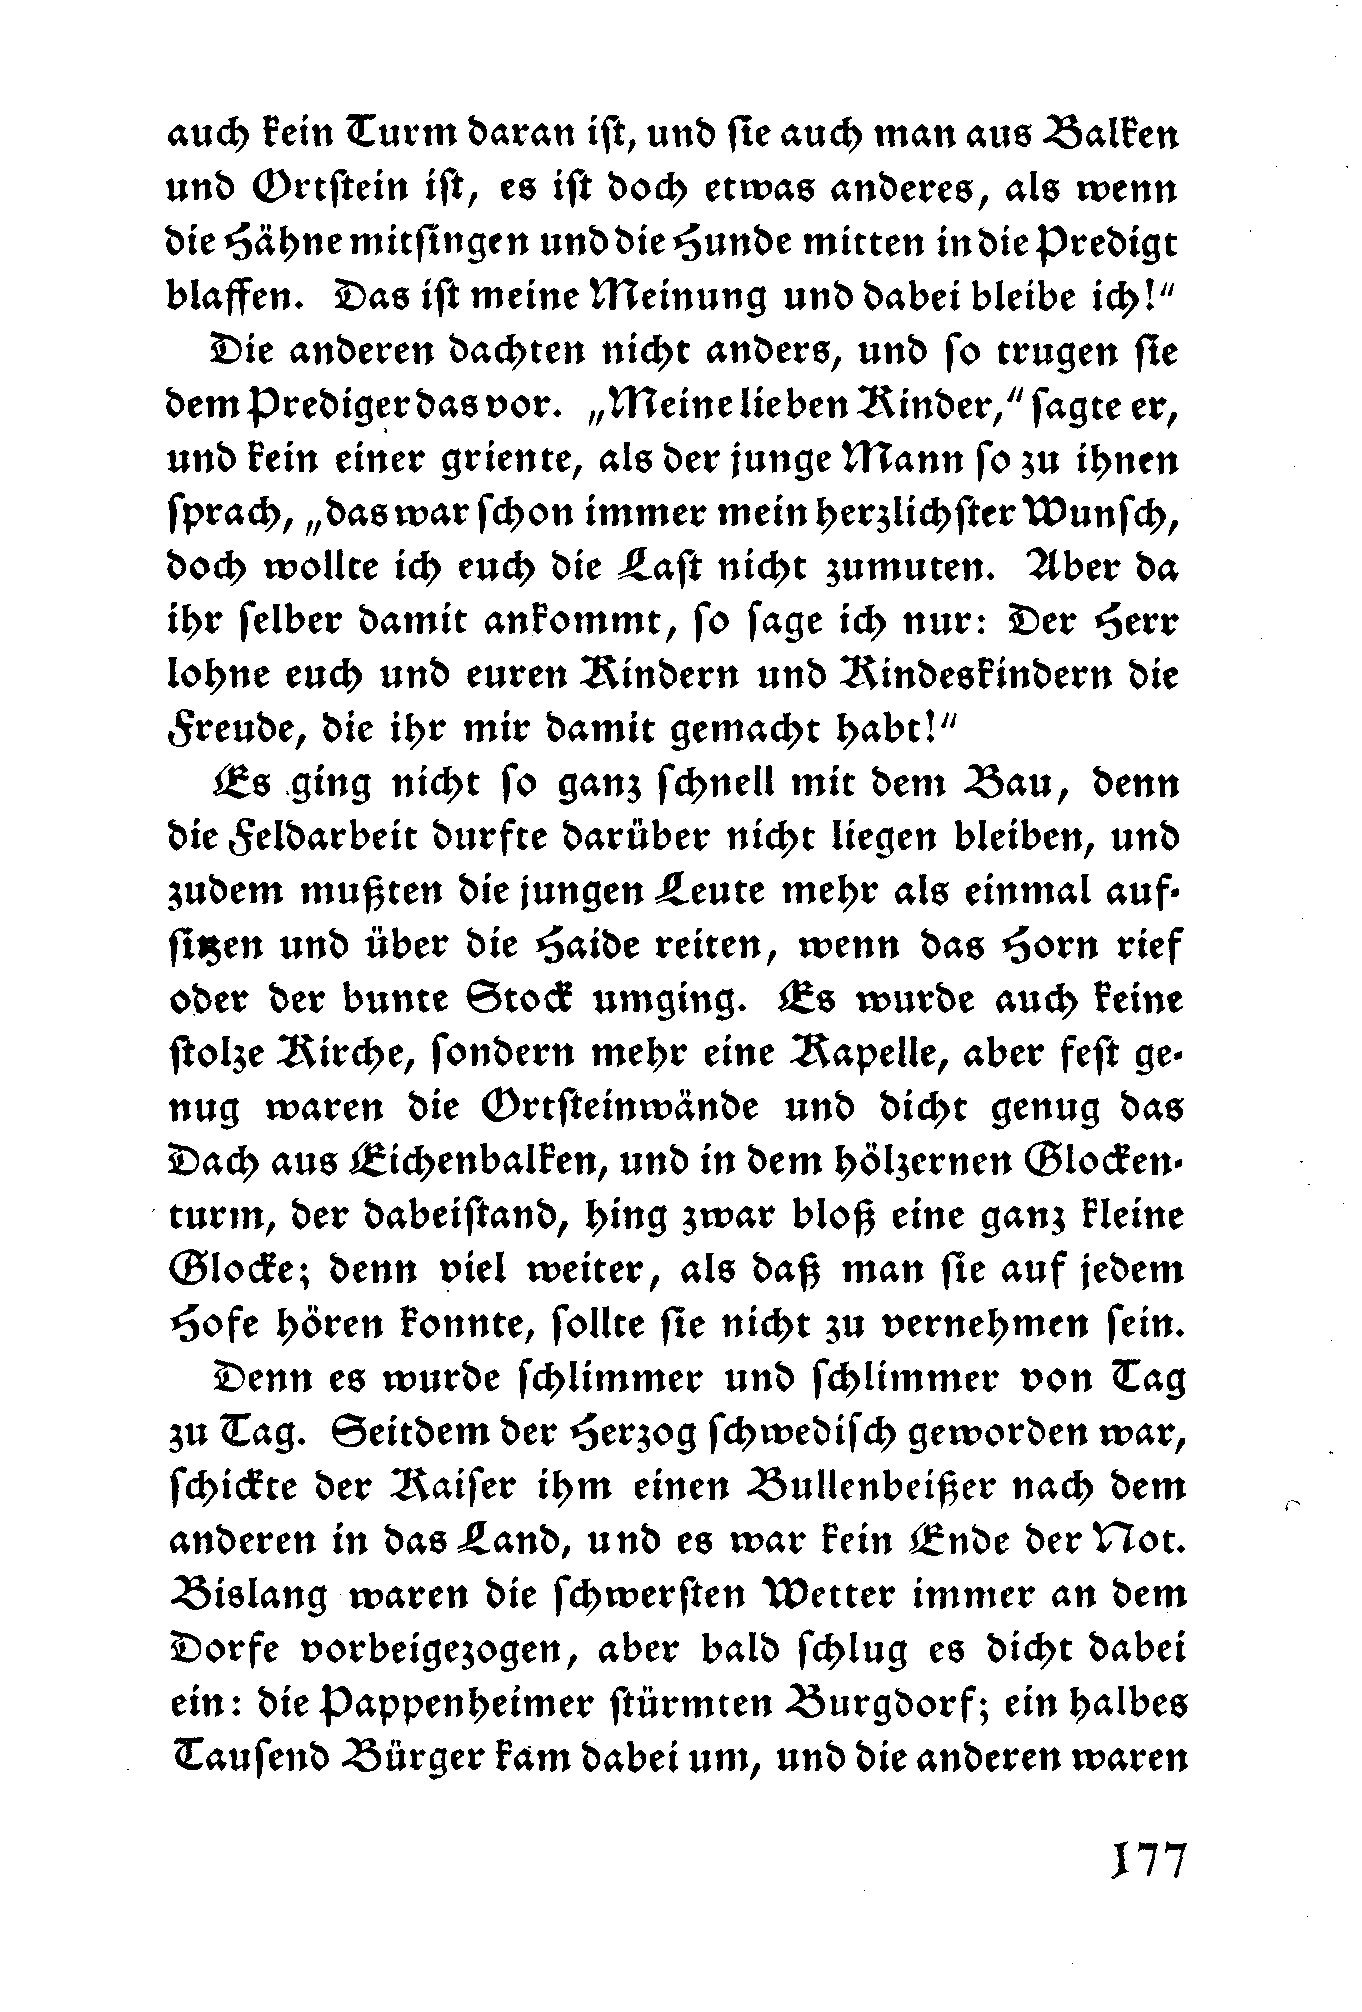 auch kein Turm daran ist, und sie auch man aus Balken
und Ortstein ist, es ist doch etwas anderes, als wenn
die Hähne mitsingen und die Hunde mitten in die Predigt
blaffen. Das ist meine Meinung und dabei bleibe ich!“
Die anderen dachten nicht anders, und so trugen sie
dem Prediger das vor. „Meine lieben Kinder,“ sagte er,
und kein einer griente, als der junge Mann so zu ihnen
sprach, „das war schon immer mein herzlichster Wunsch,
doch wollte ich euch die Last nicht zumuten. Aber da
ihr selber damit ankommt, so sage ich nur: Der Herr
lohne euch und euren Kindern und Kindeskindern die
Freude, die ihr mir damit gemacht habt!“
Es ging nicht so ganz schnell mit dem Bau, denn
die Feldarbeit durfte darüber nicht liegen bleiben, und
zudem mußten die jungen Leute mehr als einmal auf-
sitzen und über die Haide reiten, wenn das Horn rief
oder der bunte Stock umging. Es wurde auch keine
stolze Kirche, sondern mehr eine Kapelle, aber fest ge-
nug waren die Ortsteinwände und dicht genug das
Dach aus Eichenbalken, und in dem hölzernen Glocken-
turm, der dabeistand, hing zwar bloß eine ganz kleine
Glocke; denn viel weiter, als daß man sie auf jedem
Hofe hören konnte, sollte sie nicht zu vernehmen sein.
Denn es wurde schlimmer und schlimmer von Tag
zu Tag. Seitdem der Herzog schwedisch geworden war,
schickte der Kaiser ihm einen Bullenbeißer nach dem
anderen in das Land, und es war kein Ende der Not.
Bislang waren die schwersten Wetter immer an dem
Dorfe vorbeigezogen, aber bald schlug es dicht dabei
ein: die Pappenheimer stürmten Burgdorf; ein halbes
Tausend Bürger kam dabei um, und die anderen waren
177